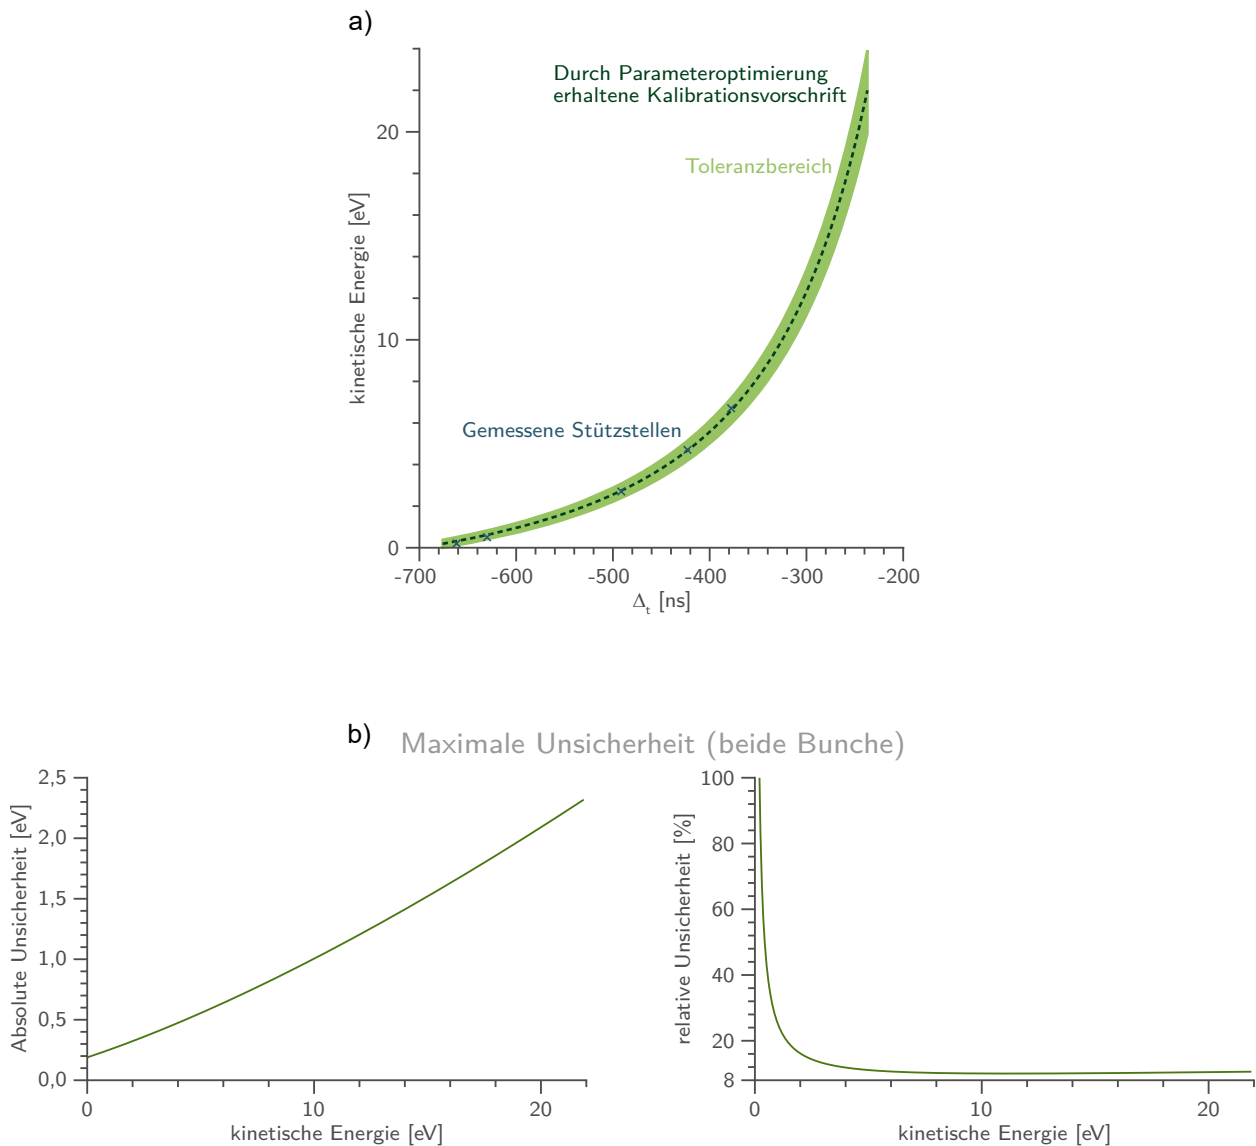 a)
Durch Parameteroptimierung
erhaltene Kalibrationsvorschrift
Toleranzbereich
Gemessene Stützstellen
kinetische Energie [eV]
20
10
0
-700 -600 -500 -400 -300 -200
Δt [ns]
b) Maximale Unsicherheit (beide Bunche)
Absolute Unsicherheit [eV]
2,5
2,0
1,5
1,0
0,5
0,0
0 10 20
kinetische Energie [eV]
relative Unsicherheit [%]
100
80
60
40
20
8
0 10 20
kinetische Energie [eV]